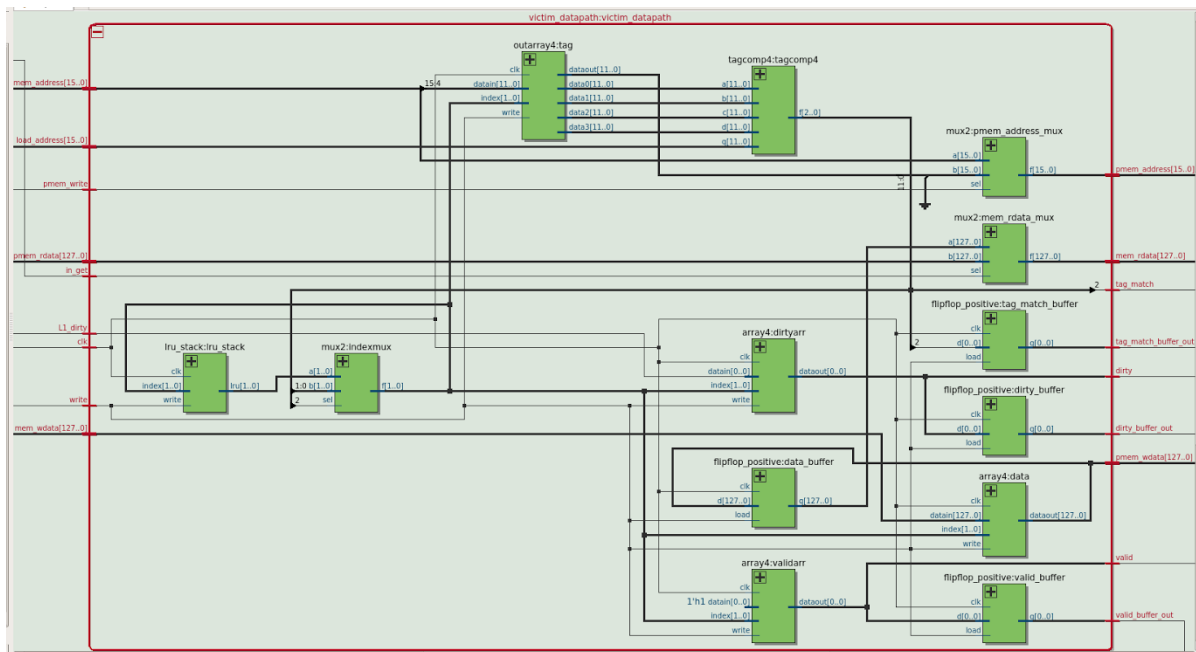 victim_datapath:victim_datapath
mem_address[15..0]
load_address[15..0]
pmem_write
pmem_rdata[127..0]
in_get
L1_dirty
clk
write
mem_wdata[127..0]
15:4
outarray4:tag
clk
datain[11..0]
index[1..0]
write
dataout[11..0]
data0[11..0]
data1[11..0]
data2[11..0]
data3[11..0]
tagcomp4:tagcomp4
a[11..0]
b[11..0]
c[11..0]
d[11..0]
g[11..0]
f[2..0]
mux2:pmem_address_mux
a[15..0]
b[15..0]
sel
f[15..0]
mux2:mem_rdata_mux
a[127..0]
b[127..0]
sel
f[127..0]
2
flipflop_positive:tag_match_buffer
2
clk
d[0..0]
load
q[0..0]
lru_stack:lru_stack
clk
index[1..0]
write
lru[1..0]
mux2:indexmux
a[1..0]
1:0 b[1..0]
2
sel
f[1..0]
array4:dirtyarr
clk
datain[0..0]
index[1..0]
write
dataout[0..0]
flipflop_positive:dirty_buffer
clk
d[0..0]
load
q[0..0]
flipflop_positive:data_buffer
clk
d[127..0]
load
q[127..0]
array4:data
clk
datain[127..0]
index[1..0]
write
dataout[127..0]
array4:validarr
clk
1'h1 datain[0..0]
index[1..0]
write
dataout[0..0]
flipflop_positive:valid_buffer
clk
d[0..0]
load
q[0..0]
pmem_address[15..0]
mem_rdata[127..0]
tag_match
tag_match_buffer_out
dirty
dirty_buffer_out
pmem_wdata[127..0]
valid
valid_buffer_out